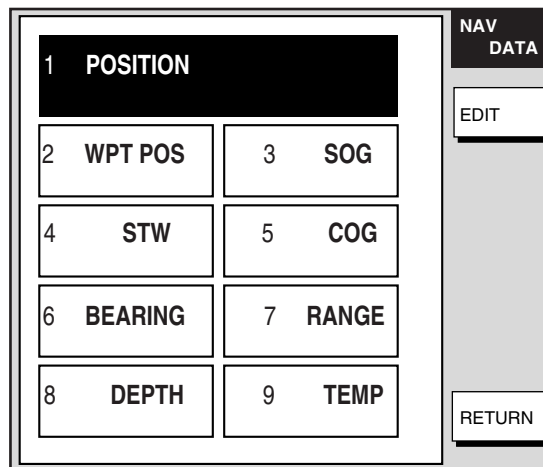 NAV
DATA
1 POSITION
EDIT
2 WPT POS
3 SOG
4 STW
5 COG
6 BEARING
7 RANGE
8 DEPTH
9 TEMP
RETURN